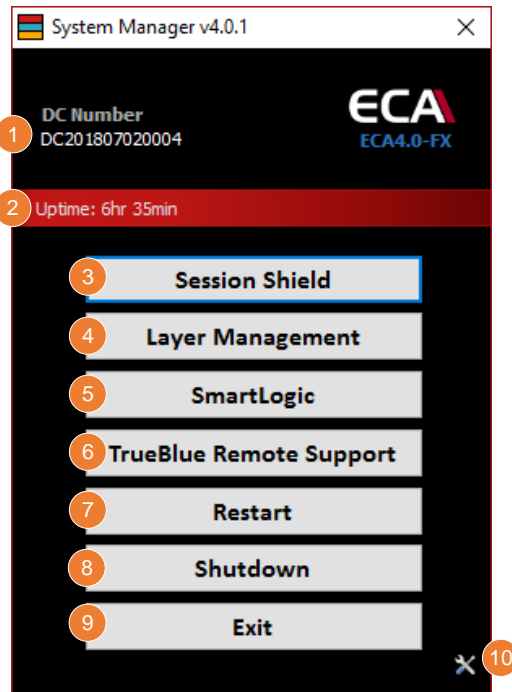 System Manager v4.0.1
DC Number
ECA
1 DC201807020004
ECA4.0-FX
2 Uptime: 6hr 35min
3 Session Shield
4 Layer Management
5 SmartLogic
6 TrueBlue Remote Support
7 Restart
8 Shutdown
9 Exit
10